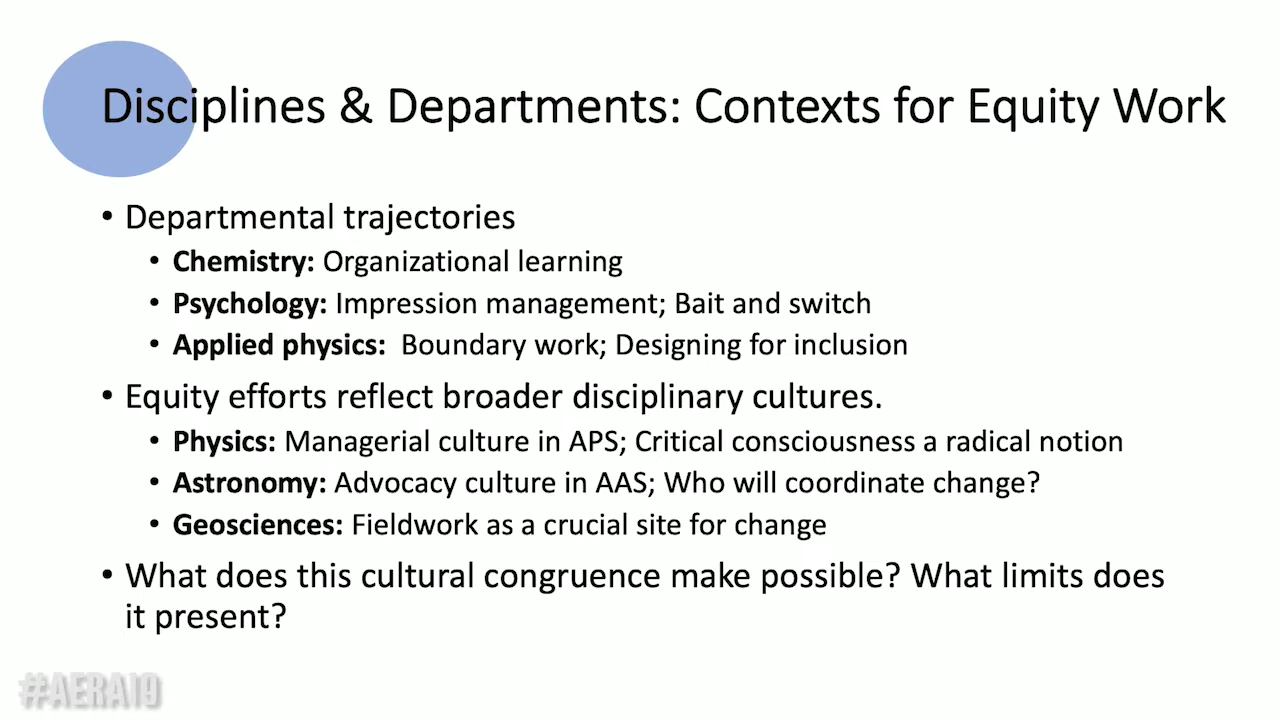 Disciplines & Departments: Contexts for Equity Work
• Departmental trajectories
• Chemistry: Organizational learning
• Psychology: Impression management; Bait and switch
• Applied physics: Boundary work; Designing for inclusion
• Equity efforts reflect broader disciplinary cultures.
• Physics: Managerial culture in APS; Critical consciousness a radical notion
• Astronomy: Advocacy culture in AAS; Who will coordinate change?
• Geosciences: Fieldwork as a crucial site for change
• What does this cultural congruence make possible? What limits does
it present?
#AERA19